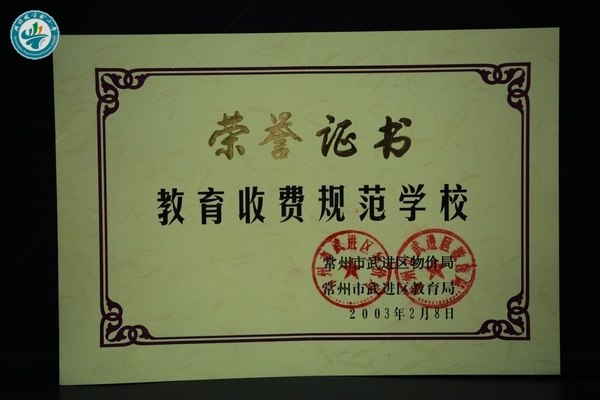 荣誉证书
教育收费规范学校
常州市武进区物价局
常州市武进区教育局
2003年2月8日